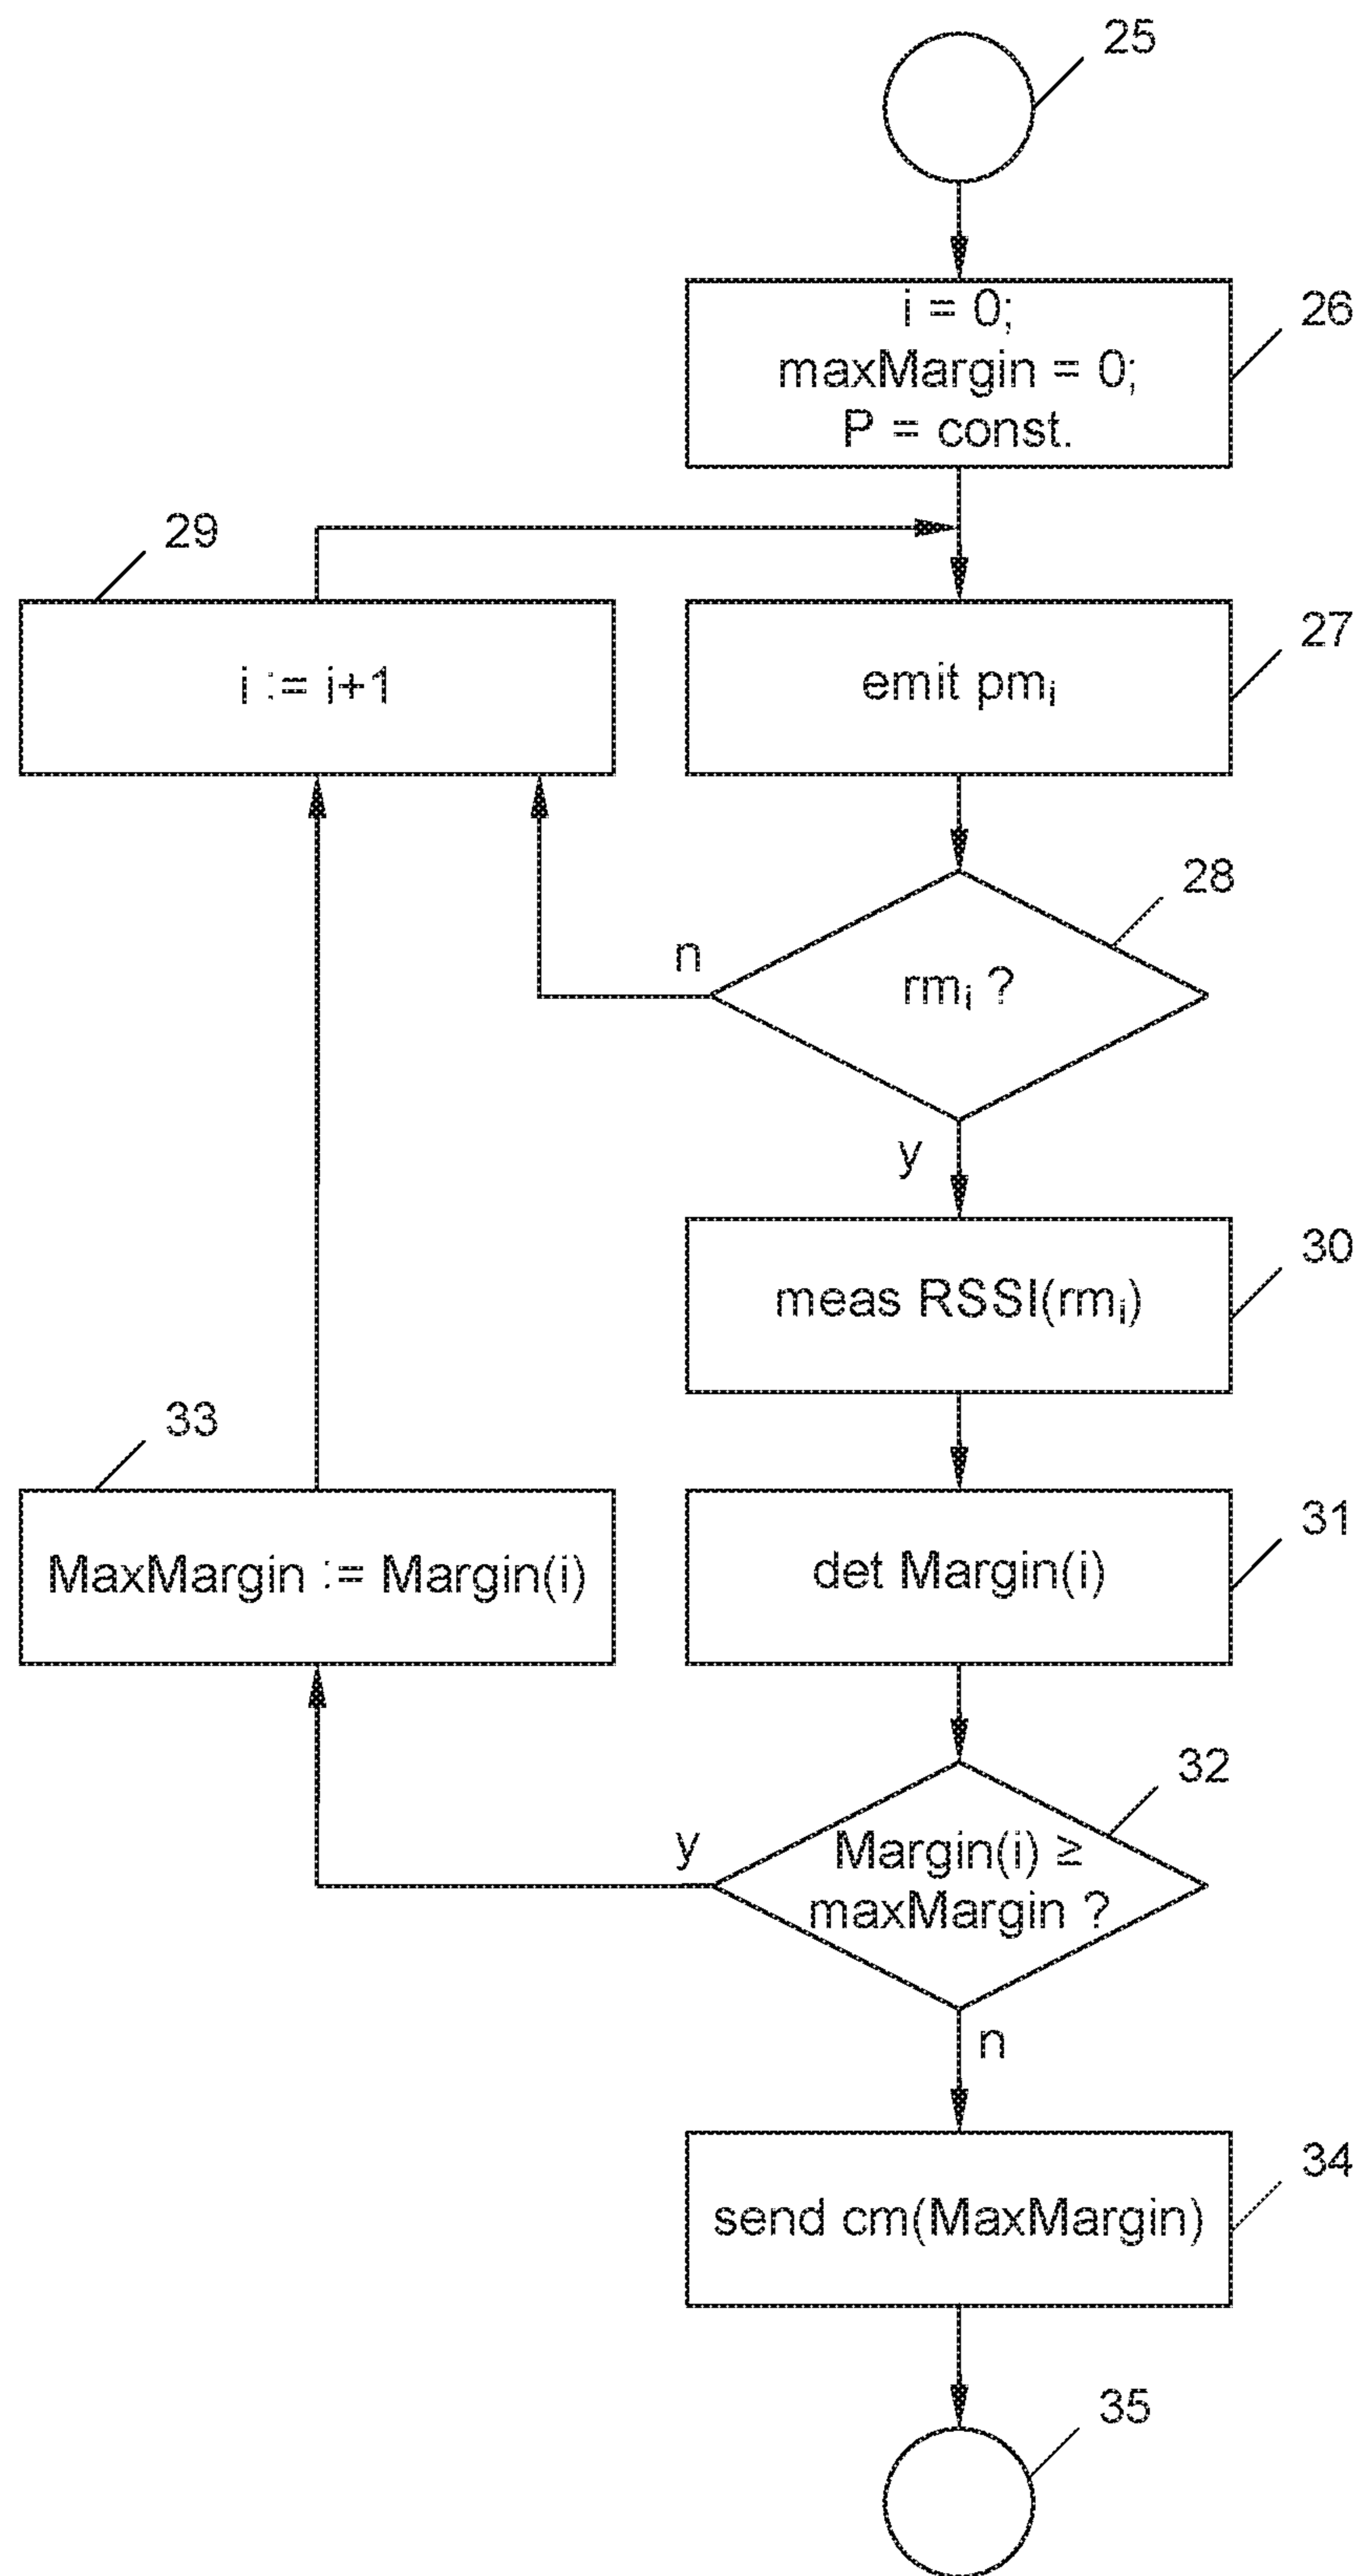 25
i = 0;
maxMargin = 0;
P = const.
26
29
i := i+1
emit pmᵢ
27
28
n
rmᵢ ?
y
meas RSSI(rmᵢ)
30
33
MaxMargin := Margin(i)
det Margin(i)
31
32
y
Margin(i) ≥
maxMargin ?
n
send cm(MaxMargin)
34
35